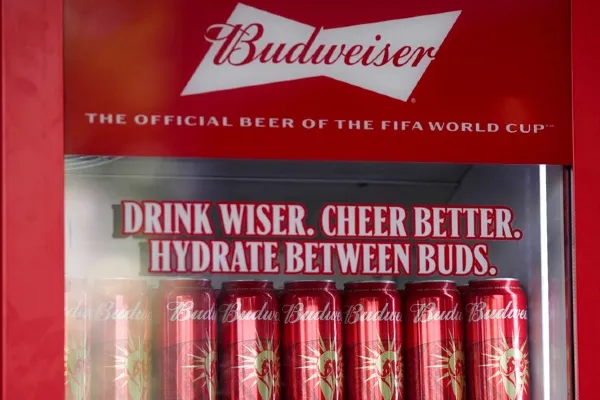 Budweiser
THE OFFICIAL BEER OF THE FIFA WORLD CUP™
DRINK WISER. CHEER BETTER.
HYDRATE BETWEEN BUDS.